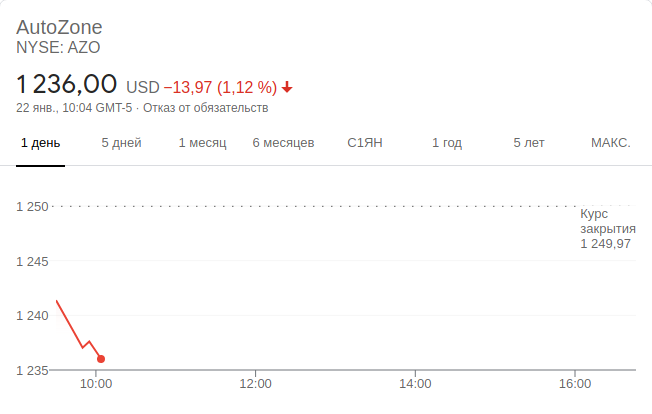 AutoZone
NYSE: AZO
1 236,00 USD −13,97 (1,12 %)
22 янв., 10:04 GMT-5 · Отказ от обязательств
1 день 5 дней 1 месяц 6 месяцев С1ЯН 1 год 5 лет МАКС.
1 250
Курс
закрытия
1 249,97
1 245
1 240
1 235
10:00 12:00 14:00 16:00